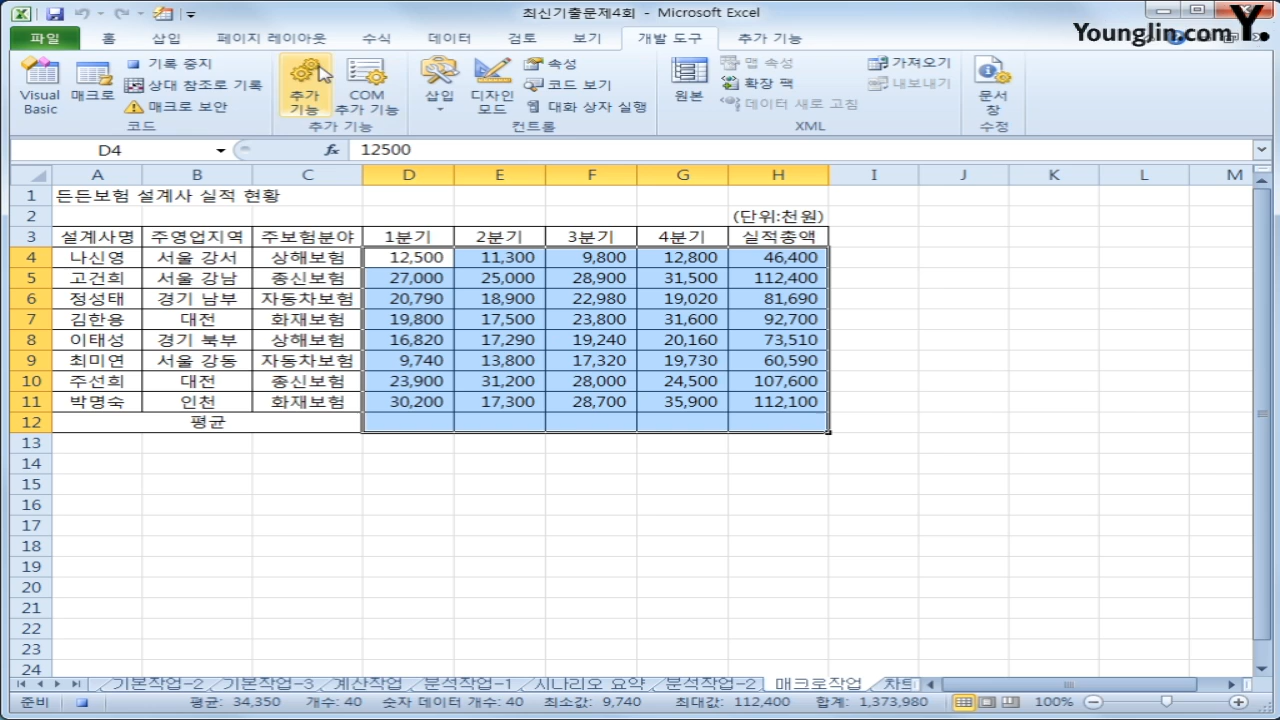 최신기출문제4회 - Microsoft Excel
Younglin.com Y.
파일 홈 삽입 페이지 레이아웃 수식 데이터 검토 보기 개발 도구 추가 기능
Visual Basic
매크로
기록 중지
상대 참조로 기록
매크로 보안
코드
추가 기능
COM 추가 기능
추가 기능
삽입
디자인 모드
속성
코드 보기
대화 상자 실행
컨트롤
원본
맵 속성
확장 팩
데이터 새로 고침
가져오기
내보내기
XML
문서 창
수정
D4 fx 12500
A B C D E F G H I J K L M
1 든든보험 설계사 실적 현황
2 (단위:천원)
3 설계사명 주영업지역 주보험분야 1분기 2분기 3분기 4분기 실적총액
4 나신영 서울 강서 상해보험 12,500 11,300 9,800 12,800 46,400
5 고건희 서울 강남 종신보험 27,000 25,000 28,900 31,500 112,400
6 정성태 경기 남부 자동차보험 20,790 18,900 22,980 19,020 81,690
7 김한용 대전 화재보험 19,800 17,500 23,800 31,600 92,700
8 이태성 경기 북부 상해보험 16,820 17,290 19,240 20,160 73,510
9 최미연 서울 강동 자동차보험 9,740 13,800 17,320 19,730 60,590
10 주선희 대전 종신보험 23,900 31,200 28,000 24,500 107,600
11 박명숙 인천 화재보험 30,200 17,300 28,700 35,900 112,100
12 평균
13
14
15
16
17
18
19
20
21
22
23
24
기본작업-2 기본작업-3 계산작업 분석작업-1 시나리오 요약 분석작업-2 매크로작업 차트
준비 평균: 34,350 개수: 40 숫자 데이터 개수: 40 최소값: 9,740 최대값: 112,400 합계: 1,373,980 100%